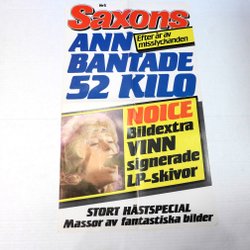 Nr 5
Saxons
Efter år av
misslyckanden
ANN
BANTADE
52 KILO
NOICE
Bildextra
VINN
signerade
LP-skivor
STORT HÄSTSPECIAL
Massor av fantastiska bilder